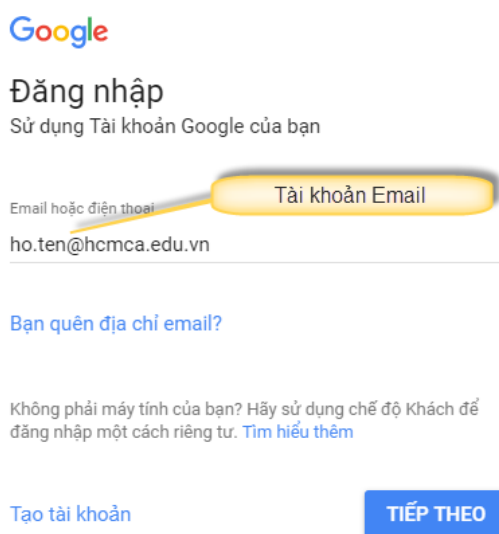 Google
Đăng nhập
Sử dụng Tài khoản Google của bạn
Tài khoản Email
Email hoặc điện thoại
ho.ten@hcmca.edu.vn
Bạn quên địa chỉ email?
Không phải máy tính của bạn? Hãy sử dụng chế độ Khách để
đăng nhập một cách riêng tư. Tìm hiểu thêm
Tạo tài khoản
TIẾP THEO